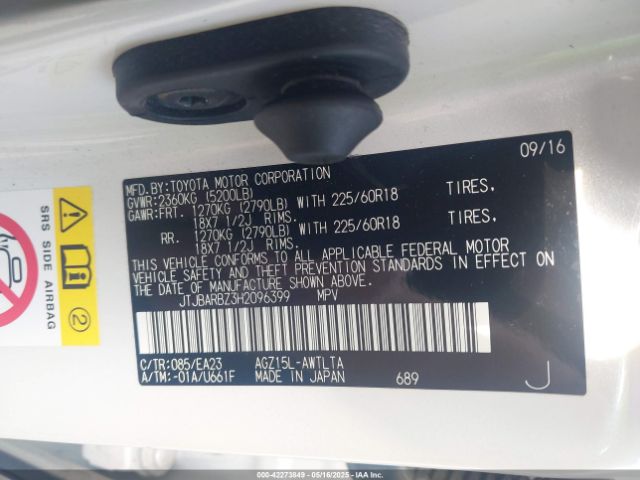 09/16
MFD.BY:TOYOTA MOTOR CORPORATION
GVWR:2360KG (5200LB)
GAWR:FRT. 1270KG (2790LB) WITH 225/60R18 TIRES,
18X7 1/2J RIMS.
RR. 1270KG (2790LB) WITH 225/60R18 TIRES,
18X7 1/2J RIMS.
THIS VEHICLE CONFORMS TO ALL APPLICABLE FEDERAL MOTOR
VEHICLE SAFETY AND THEFT PREVENTION STANDARDS IN EFFECT ON
THE DATE OF MANUFACTURE SHOWN ABOVE.
JTJBARBZ3H2096399 MPV
C/TR:085/EA23 AGZ15L-AWTLTA
A/TM:-01A/U661F MADE IN JAPAN 689 J
SRS SIDE AIRBAG
2
000-42273849 - 05/16/2025 - IAA Inc.